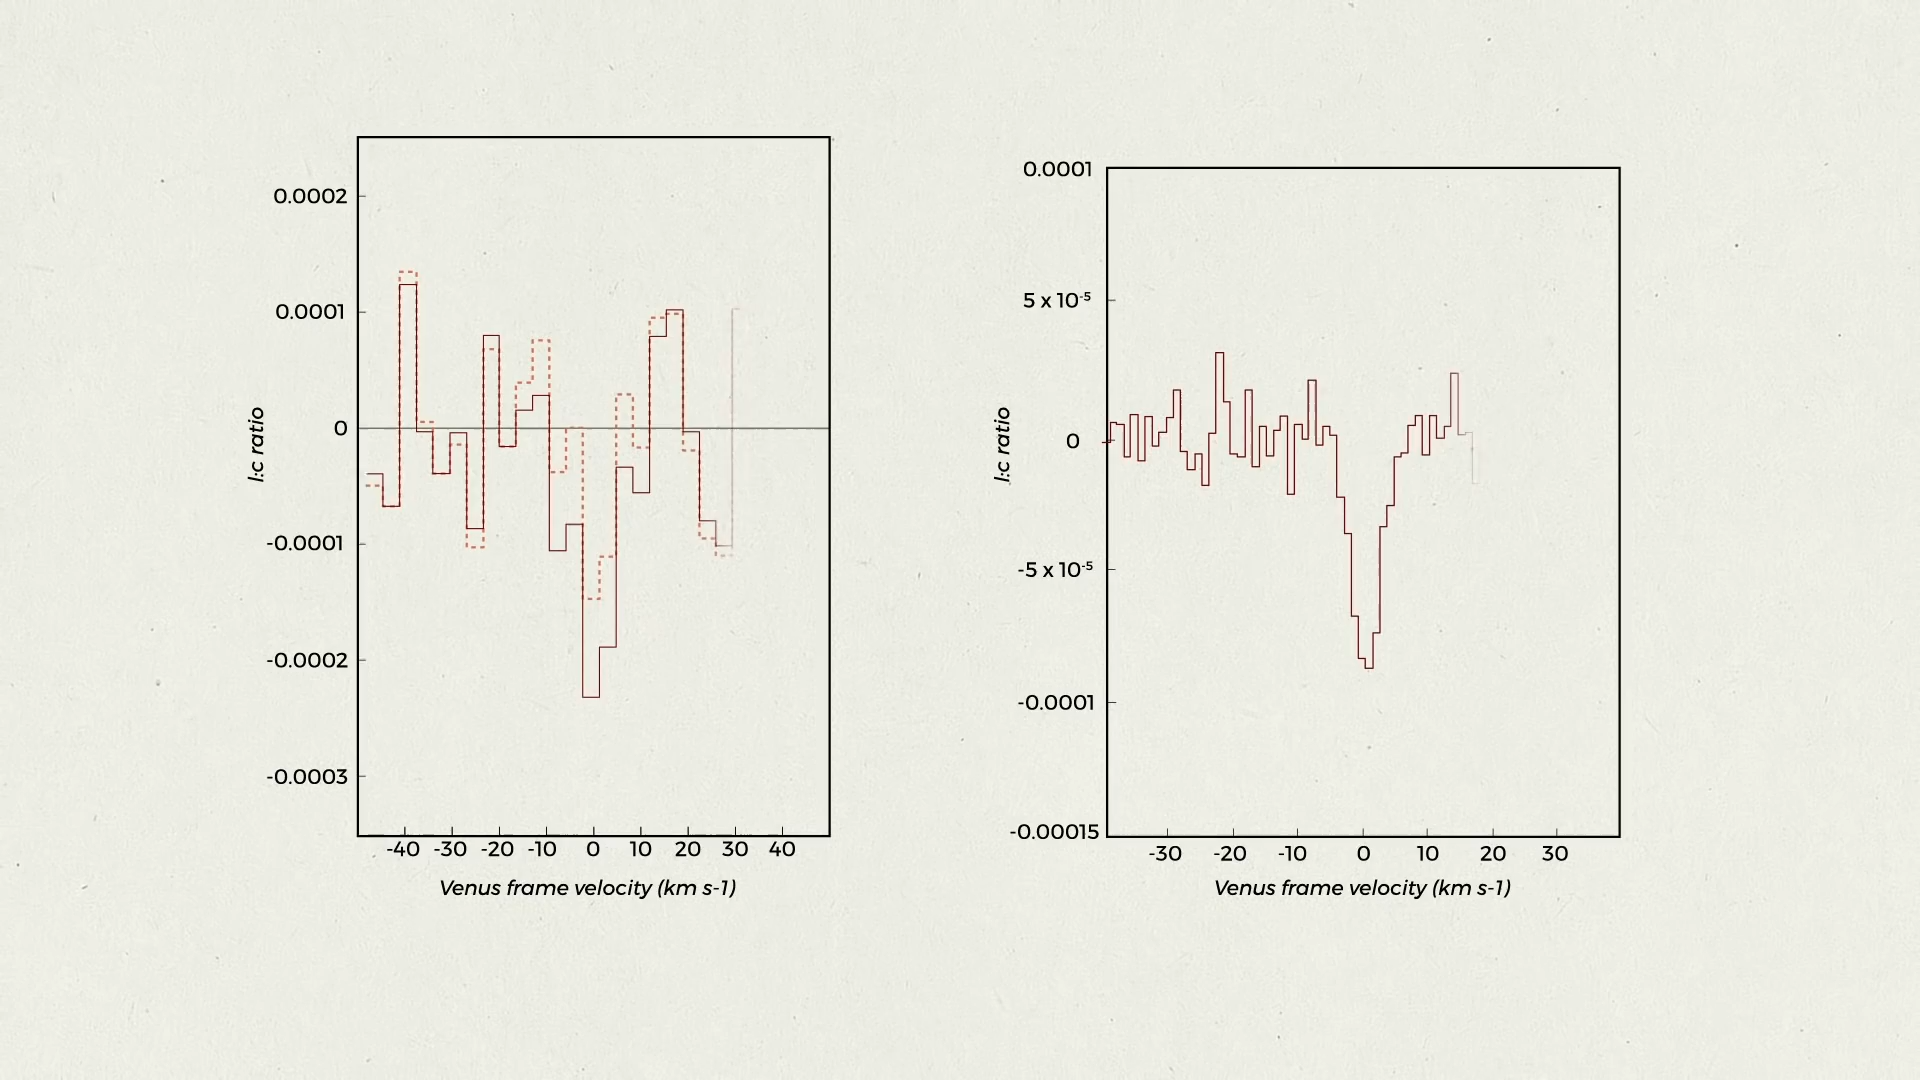 0.0002
0.0001
0
-0.0001
-0.0002
-0.0003
l:c ratio
-40 -30 -20 -10 0 10 20 30 40
Venus frame velocity (km s-1)
0.0001
5 x 10⁻⁵
0
-5 x 10⁻⁵
-0.0001
-0.00015
l:c ratio
-30 -20 -10 0 10 20 30
Venus frame velocity (km s-1)